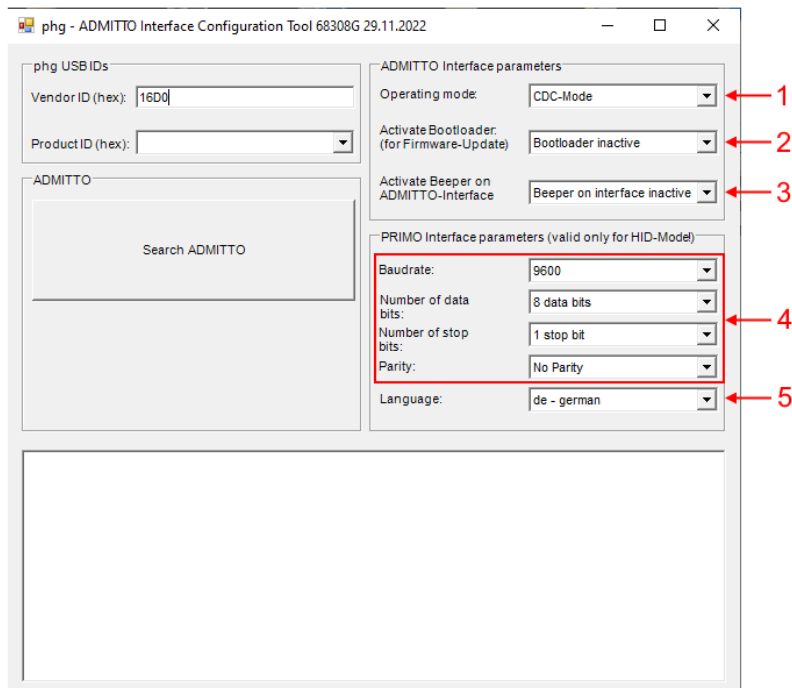 phg - ADMITTO Interface Configuration Tool 68308G 29.11.2022
phg USB IDs
Vendor ID (hex): 16D0
Product ID (hex):
ADMITTO
Search ADMITTO
ADMITTO Interface parameters
Operating mode: CDC-Mode 1
Activate Bootloader:
(for Firmware-Update) Bootloader inactive 2
Activate Beeper on
ADMITTO-Interface Beeper on interface inactive 3
PRIMO Interface parameters (valid only for HID-Mode!)
Baudrate: 9600
Number of data
bits: 8 data bits
4
Number of stop
bits: 1 stop bit
Parity: No Parity
Language: de - german 5